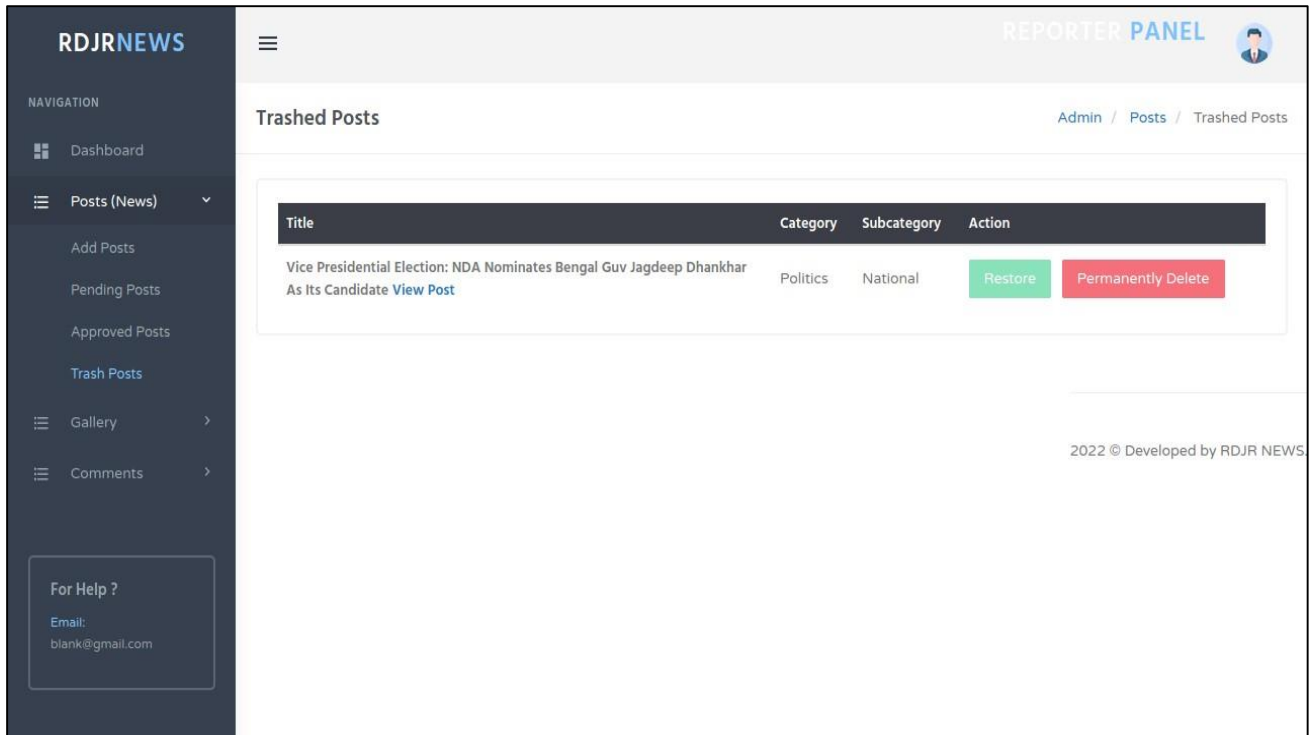 RDJRNEWS
REPORTER PANEL
NAVIGATION
Dashboard
Posts (News)
Add Posts
Pending Posts
Approved Posts
Trash Posts
Gallery
Comments
For Help ?
Email:
blank@gmail.com
Trashed Posts
Admin / Posts / Trashed Posts
Title Category Subcategory Action
Vice Presidential Election: NDA Nominates Bengal Guv Jagdeep Dhankhar
As Its Candidate View Post
Politics National Restore Permanently Delete
2022 © Developed by RDJR NEWS.